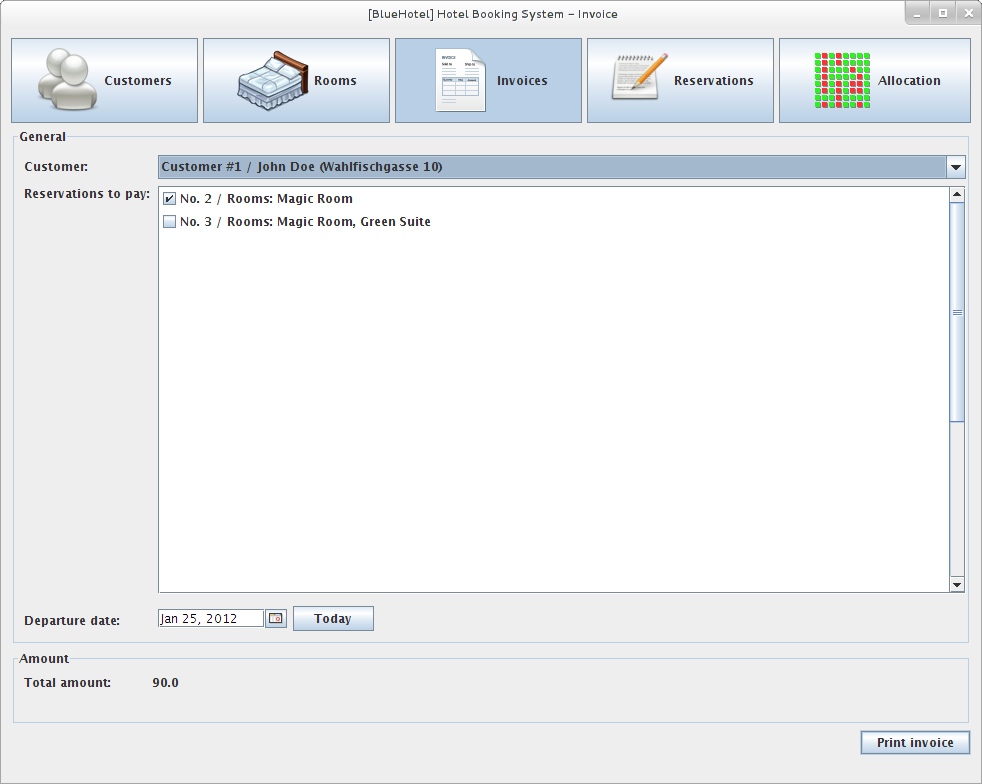 [BlueHotel] Hotel Booking System – Invoice
Customers
Rooms
INVOICE
Invoices
Reservations
Allocation
General
Customer:
Customer #1 / John Doe (Wahlfischgasse 10)
Reservations to pay:
No. 2 / Rooms: Magic Room
No. 3 / Rooms: Magic Room, Green Suite
Departure date:
Jan 25, 2012
Today
Amount
Total amount:
90.0
Print invoice